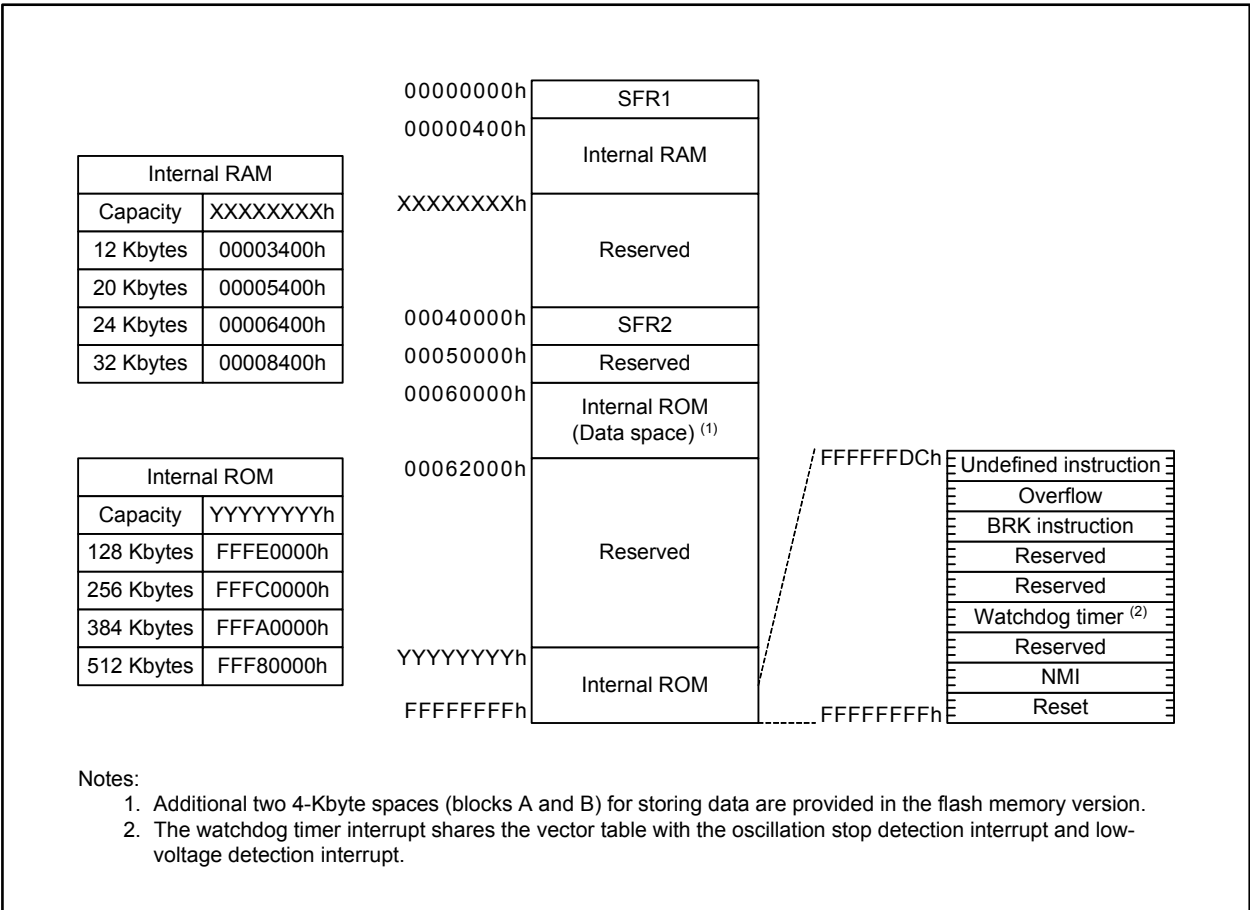 00000000h
SFR1
00000400h
Internal RAM
XXXXXXXXh
Reserved
00040000h
SFR2
00050000h
Reserved
00060000h
Internal ROM
(Data space) (1)
00062000h
Reserved
YYYYYYYYh
Internal ROM
FFFFFFFFh
Internal RAM
Capacity XXXXXXXXh
12 Kbytes 00003400h
20 Kbytes 00005400h
24 Kbytes 00006400h
32 Kbytes 00008400h
Internal ROM
Capacity YYYYYYYYh
128 Kbytes FFFE0000h
256 Kbytes FFFC0000h
384 Kbytes FFFA0000h
512 Kbytes FFF80000h
FFFFFFDCh
Undefined instruction
Overflow
BRK instruction
Reserved
Reserved
Watchdog timer (2)
Reserved
NMI
Reset
FFFFFFFFh
Notes:
1. Additional two 4-Kbyte spaces (blocks A and B) for storing data are provided in the flash memory version.
2. The watchdog timer interrupt shares the vector table with the oscillation stop detection interrupt and low-
voltage detection interrupt.